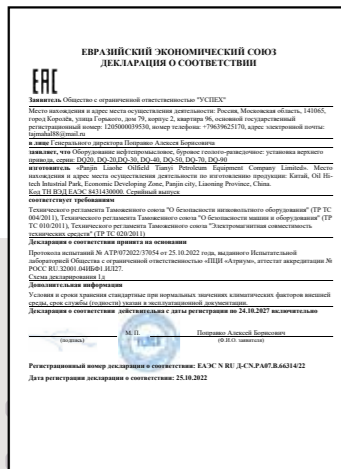 ЕВРАЗИЙСКИЙ ЭКОНОМИЧЕСКИЙ СОЮЗ
ДЕКЛАРАЦИЯ О СООТВЕТСТВИИ
ЕАС
Заявитель Общество с ограниченной ответственностью "УСПЕХ"
Место нахождения и адрес места осуществления деятельности: Россия, Московская область, 141065,
город Королёв, улица Горького, дом 79, корпус 2, квартира 96, основной государственный
регистрационный номер: 1205000039530, номер телефона: +79639625170, адрес электронной почты:
tajmahal88@mail.ru
в лице Генерального директора Поправко Алексея Борисовича
заявляет, что Оборудование нефтепромысловое, буровое геолого-разведочное: установка верхнего
привода, серии: DQ20, DQ-20,DQ-30, DQ-40, DQ-50, DQ-70, DQ-90
изготовитель «Panjin Liaohe Oilfield Tianyi Petroleum Equipment Company Limited». Место
нахождения и адрес места осуществления деятельности по изготовлению продукции: Китай, Oil Hi-
tech Industrial Park, Economic Developing Zone, Panjin city, Liaoning Province, China.
Код ТН ВЭД ЕАЭС 8431430000. Серийный выпуск
соответствует требованиям
Технического регламента Таможенного союза "О безопасности низковольтного оборудования" (ТР ТС
004/2011), Технического регламента Таможенного союза "О безопасности машин и оборудования" (ТР
ТС 010/2011), Технического регламента Таможенного союза "Электромагнитная совместимость
технических средств" (ТР ТС 020/2011)
Декларация о соответствии принята на основании
Протокола испытаний № АТР/072022/37054 от 25.10.2022 года, выданного Испытательной
лабораторией Общества с ограниченной ответственностью «ПЦИ «Атриум», аттестат аккредитации №
РОСС RU.32001.04ИБФ1.ИЛ27.
Схема декларирования 1д
Дополнительная информация
Условия и сроки хранения стандартные при нормальных значениях климатических факторов внешней
среды, срок службы (годности) указан в эксплуатационной документации.
Декларация о соответствии действительна с даты регистрации по 24.10.2027 включительно
М. П. Поправко Алексей Борисович
(подпись) (Ф.И.О. заявителя)
Регистрационный номер декларации о соответствии: ЕАЭС N RU Д-CN.РА07.В.66314/22
Дата регистрации декларации о соответствии: 25.10.2022